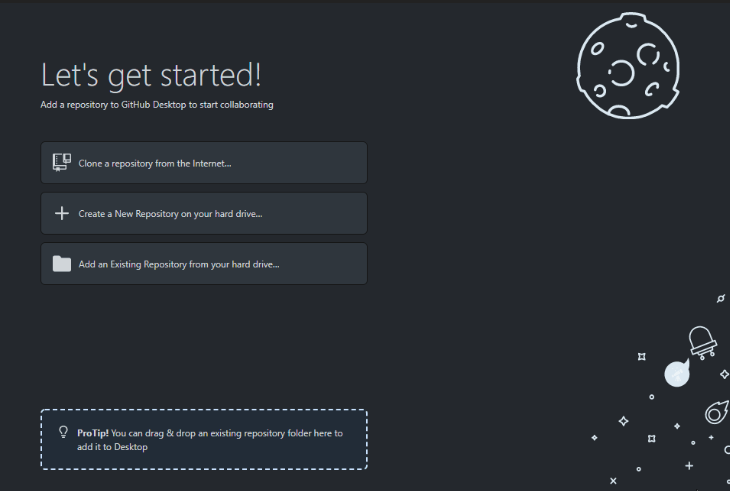 Let's get started!
Add a repository to GitHub Desktop to start collaborating
Clone a repository from the Internet...
Create a New Repository on your hard drive...
Add an Existing Repository from your hard drive...
ProTip! You can drag & drop an existing repository folder here to
add it to Desktop